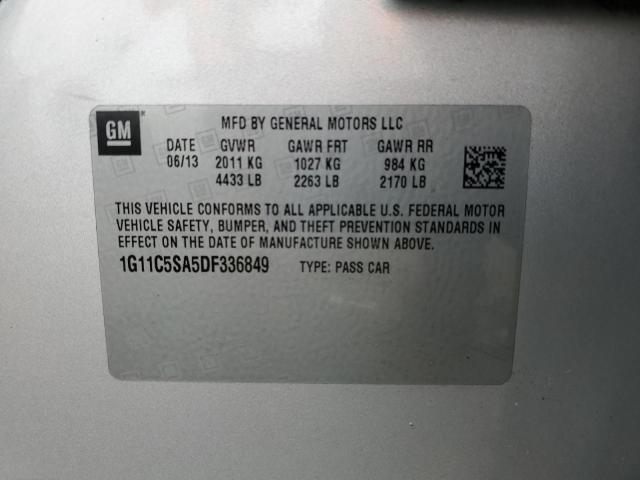 GM
MFD BY GENERAL MOTORS LLC
DATE GVWR GAWR FRT GAWR RR
06/13 2011 KG 1027 KG 984 KG
4433 LB 2263 LB 2170 LB
THIS VEHICLE CONFORMS TO ALL APPLICABLE U.S. FEDERAL MOTOR
VEHICLE SAFETY, BUMPER, AND THEFT PREVENTION STANDARDS IN
EFFECT ON THE DATE OF MANUFACTURE SHOWN ABOVE.
1G11C5SA5DF336849 TYPE: PASS CAR